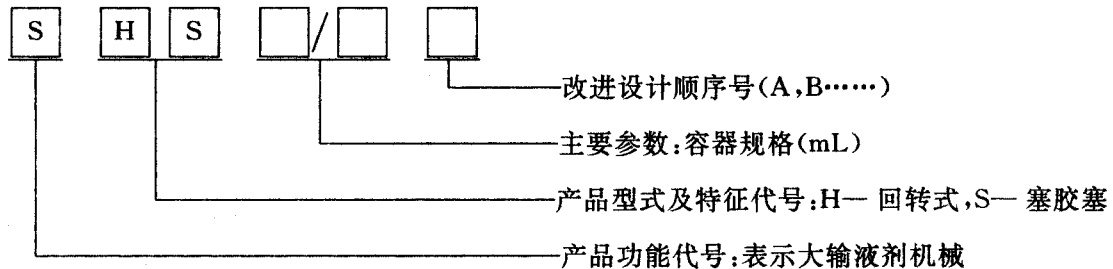 S H S □/□ □
改进设计顺序号(A,B……)
主要参数:容器规格(mL)
产品型式及特征代号:H— 回转式,S— 塞胶塞
产品功能代号:表示大输液剂机械